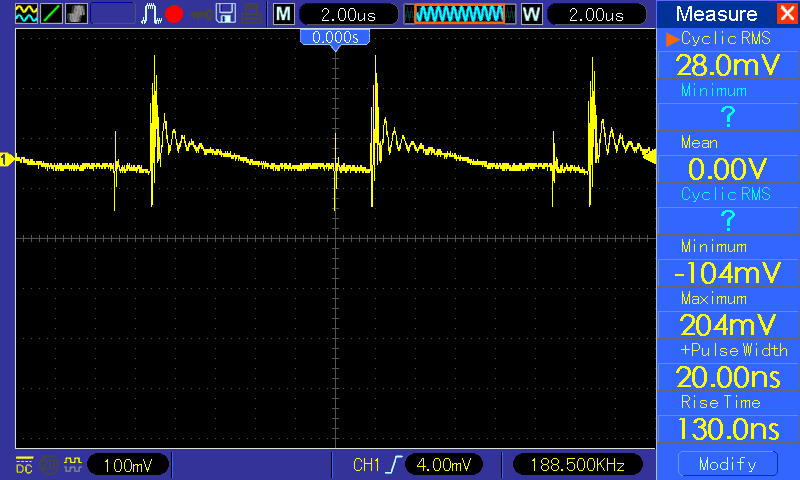 M 2.00us W 2.00us
Measure
0.000s
Cyclic RMS
28.0mV
Minimum
?
Mean
0.00V
Cyclic RMS
?
Minimum
-104mV
Maximum
204mV
+Pulse Width
20.00ns
Rise Time
130.0ns
Modify
1
DC 100mV CH1 4.00mV 188.500KHz